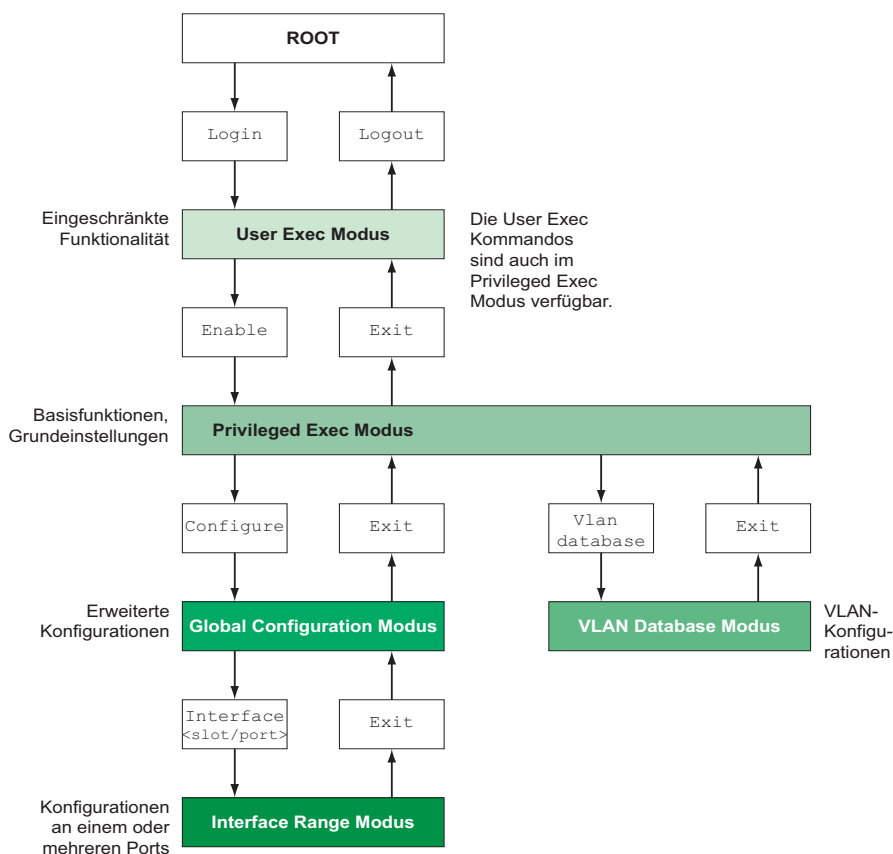 ROOT
Login
Logout
Eingeschränkte
Funktionalität
User Exec Modus
Die User Exec
Kommandos
sind auch im
Privileged Exec
Modus verfügbar.
Enable
Exit
Basisfunktionen,
Grundeinstellungen
Privileged Exec Modus
Configure
Exit
Vlan
database
Exit
Erweiterte
Konfigurationen
Global Configuration Modus
VLAN Database Modus
VLAN-
Konfigu-
rationen
Interface
<slot/port>
Exit
Konfigurationen
an einem oder
mehreren Ports
Interface Range Modus